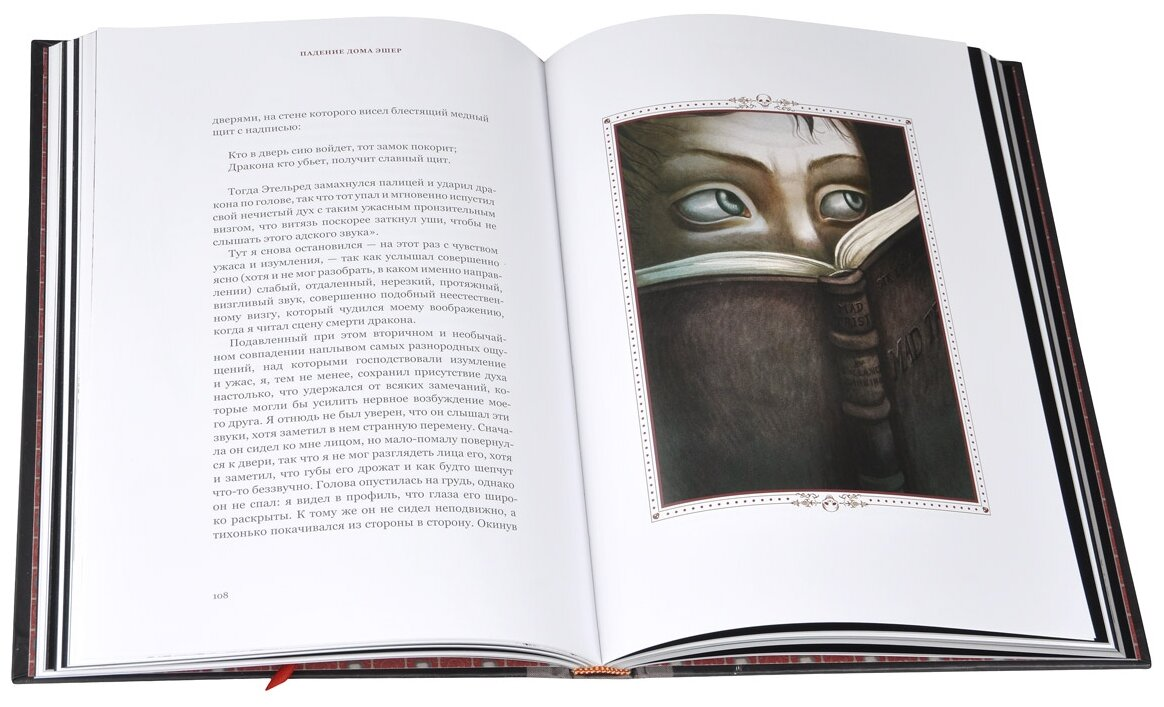 ПАДЕНИЕ ДОМА ЭШЕР
дверями, на стене которого висел блестящий медный
щит с надписью:
Кто в дверь сию войдет, тот замок покорит;
Дракона кто убьет, получит славный щит.
Тогда Этельред замахнулся палицей и ударил дра-
кона по голове, так что тот упал и мгновенно испустил
свой нечистый дух с таким ужасным пронзительным
визгом, что витязь поскорее заткнул уши, чтобы не
слышать этого адского звука».
Тут я снова остановился — на этот раз с чувством
ужаса и изумления, — так как услышал совершенно
ясно (хотя и не мог разобрать, в каком именно направ-
лении) слабый, отдаленный, нерезкий, протяжный,
визгливый звук, совершенно подобный неестествен-
ному визгу, который чудился моему воображению,
когда я читал сцену смерти дракона.
Подавленный при этом вторичном и необычай-
ном совпадении наплывом самых разнородных ощу-
щений, над которыми господствовали изумление
и ужас, я, тем не менее, сохранил присутствие духа
настолько, что удержался от всяких замечаний, ко-
торые могли бы усилить нервное возбуждение мое-
го друга. Я отнюдь не был уверен, что он слышал эти
звуки, хотя заметил в нем странную перемену. Снача-
ла он сидел ко мне лицом, но мало-помалу повернул-
ся к двери, так что я не мог разглядеть лица его, хотя
и заметил, что губы его дрожат и как будто шепчут
что-то беззвучно. Голова опустилась на грудь, однако
он не спал: я видел в профиль, что глаза его широ-
ко раскрыты. К тому же он не сидел неподвижно, а
тихонько покачивался из стороны в сторону. Окинув
108
MAD
TRIST